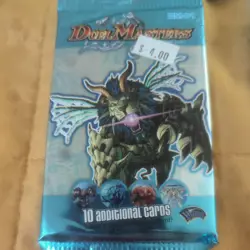 DUEL MASTERS
$ 4.00
10 ADDITIONAL CARDS